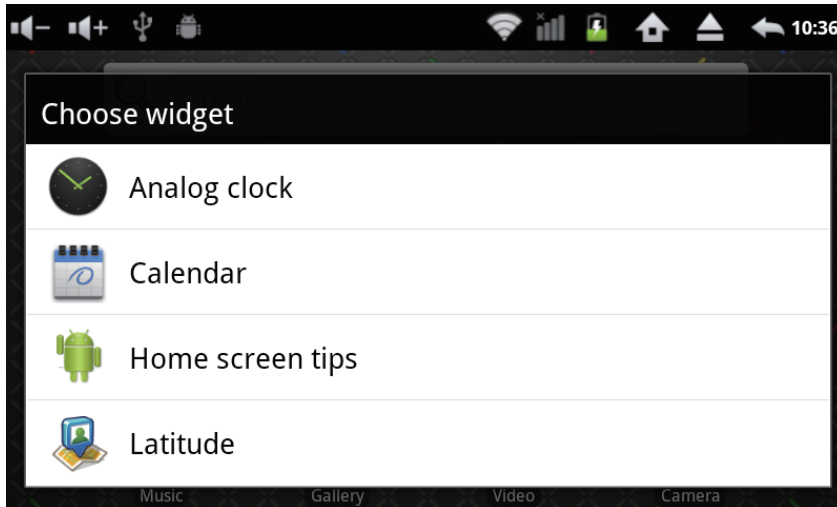 10:36
Choose widget
Analog clock
Calendar
Home screen tips
Latitude
Music Gallery Video Camera